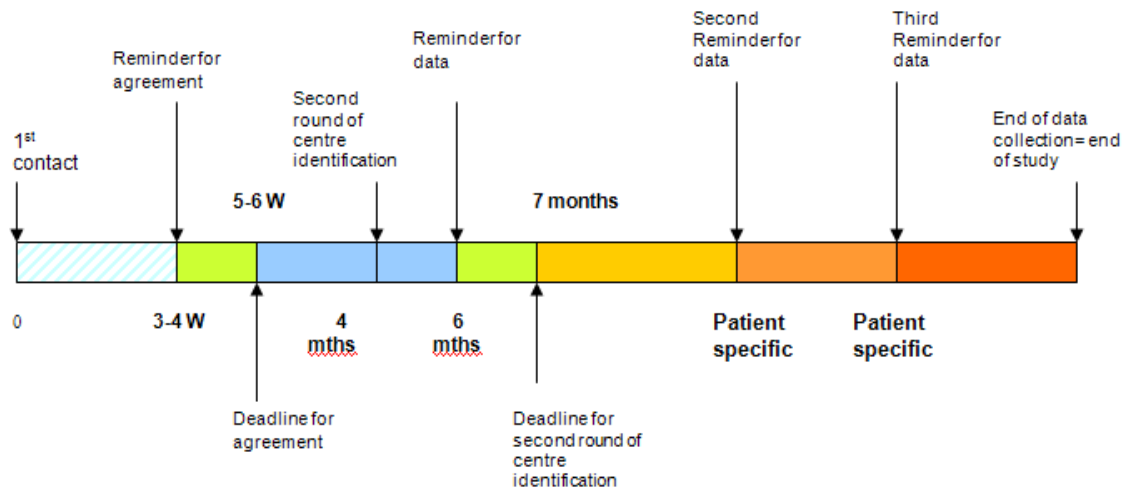 Second
Reminderfor
data
Third
Reminderfor
data
Reminderfor
data
Reminderfor
agreement
Second
round of
centre
identification
End of data
collection= end
of study
1st
contact
5-6 W
7 months
0
3-4 W
4
mths
6
mths
Patient
specific
Patient
specific
Deadline for
agreement
Deadline for
second round of
centre
identification